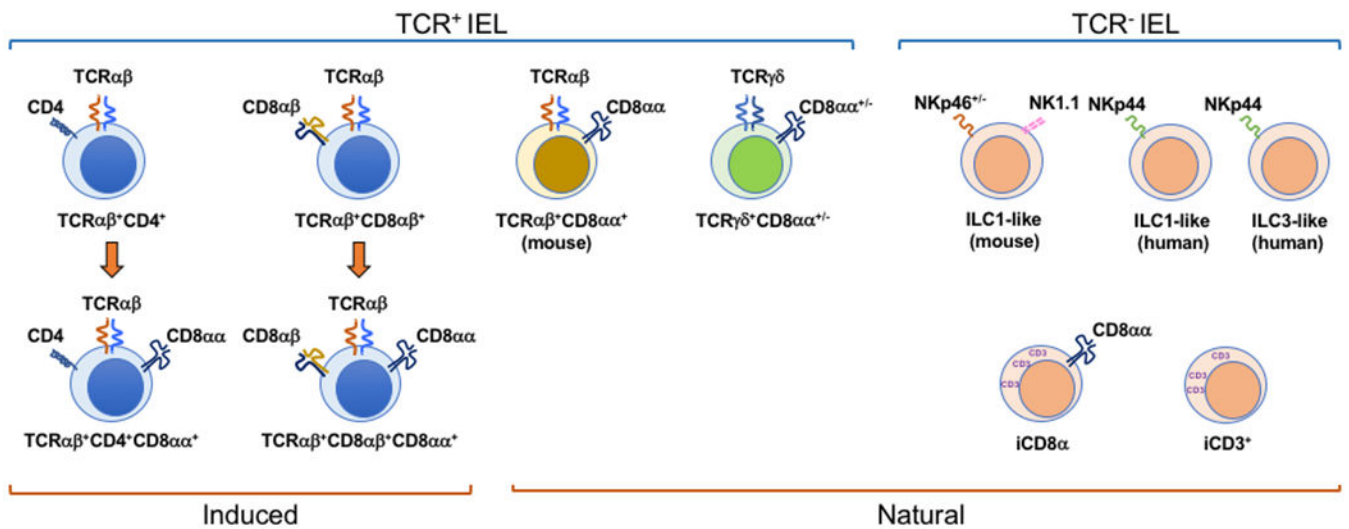 TCR⁺ IEL
TCR⁻ IEL
TCRαβ
CD4
TCRαβ⁺CD4⁺
TCRαβ
CD8αβ
TCRαβ⁺CD8αβ⁺
TCRαβ
CD8αα
TCRαβ⁺CD8αα⁺
(mouse)
TCRγδ
CD8αα⁺/⁻
TCRγδ⁺CD8αα⁺/⁻
NKp46⁺/⁻
NK1.1
ILC1-like
(mouse)
NKp44
ILC1-like
(human)
NKp44
ILC3-like
(human)
TCRαβ
CD4
CD8αα
TCRαβ⁺CD4⁺CD8αα⁺
TCRαβ
CD8αβ
CD8αα
TCRαβ⁺CD8αβ⁺CD8αα⁺
CD8αα
CD3
CD3
CD3
iCD8α
CD3
CD3
CD3
iCD3⁺
Induced
Natural